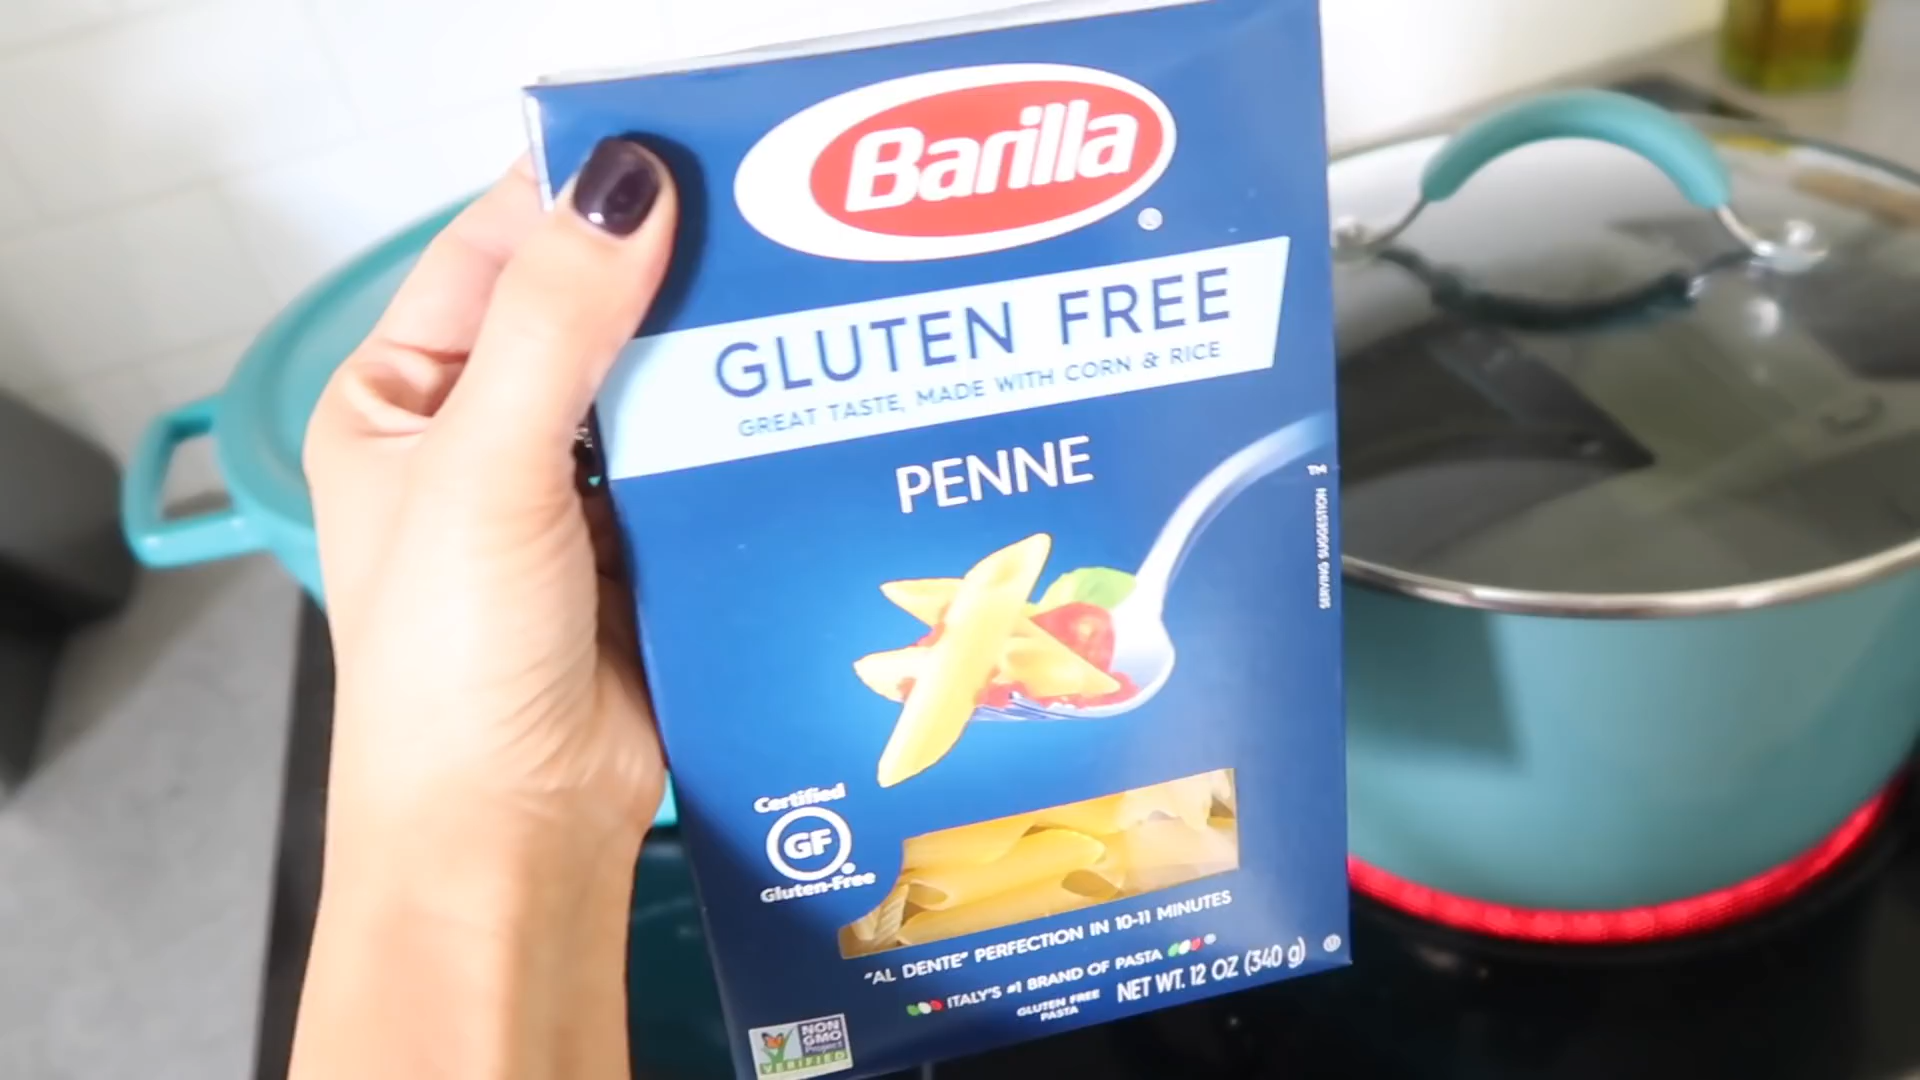 Barilla
®
GLUTEN FREE
GREAT TASTE, MADE WITH CORN & RICE
PENNE
TM
SERVING SUGGESTION
Certified
GF
®
Gluten-Free
"AL DENTE" PERFECTION IN 10-11 MINUTES
ITALY'S #1 BRAND OF PASTA
GLUTEN FREE
PASTA
NET WT. 12 OZ (340 g)
NON
GMO
Project
VERIFIED